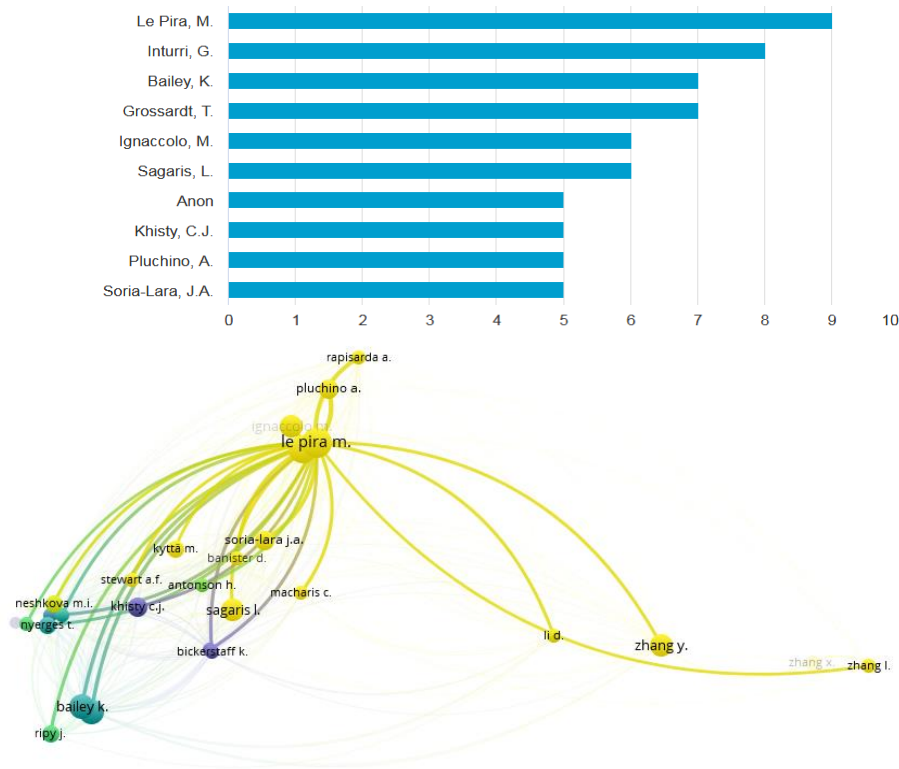 Le Pira, M.
Inturri, G.
Bailey, K.
Grossardt, T.
Ignaccolo, M.
Sagaris, L.
Anon
Khisty, C.J.
Pluchino, A.
Soria-Lara, J.A.
0 1 2 3 4 5 6 7 8 9 10
rapisarda a.
pluchino a.
ignaccolo m.
le pira m.
soria-lara j.a.
kyttä m.
banister d.
stewart a.f.
antonson h.
macharis c.
neshkova m.i.
khisty c.j.
sagaris l.
nyerges t.
li d.
zhang y.
bickerstaff k.
zhang x.
zhang l.
bailey k.
ripy j.